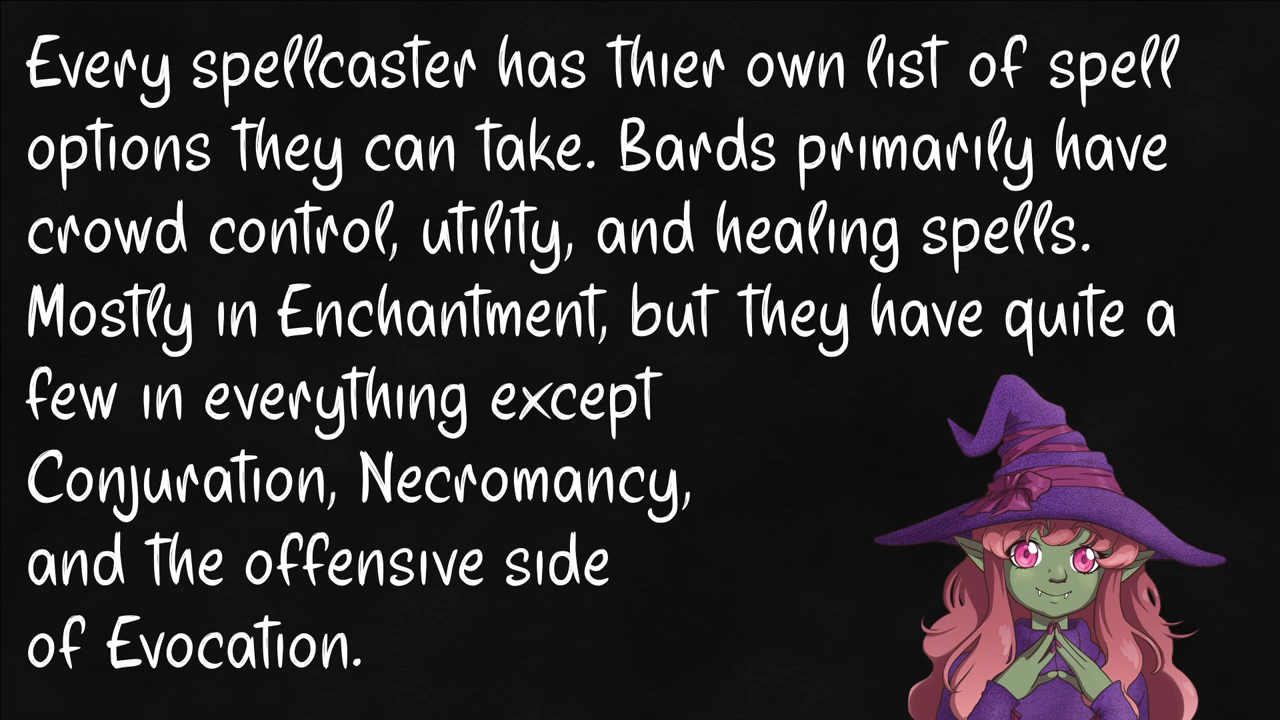 Every spellcaster has thier own list of spell
options they can take. Bards primarily have
crowd control, utility, and healing spells.
Mostly in Enchantment, but they have quite a
few in everything except
Conjuration, Necromancy,
and the offensive side
of Evocation.